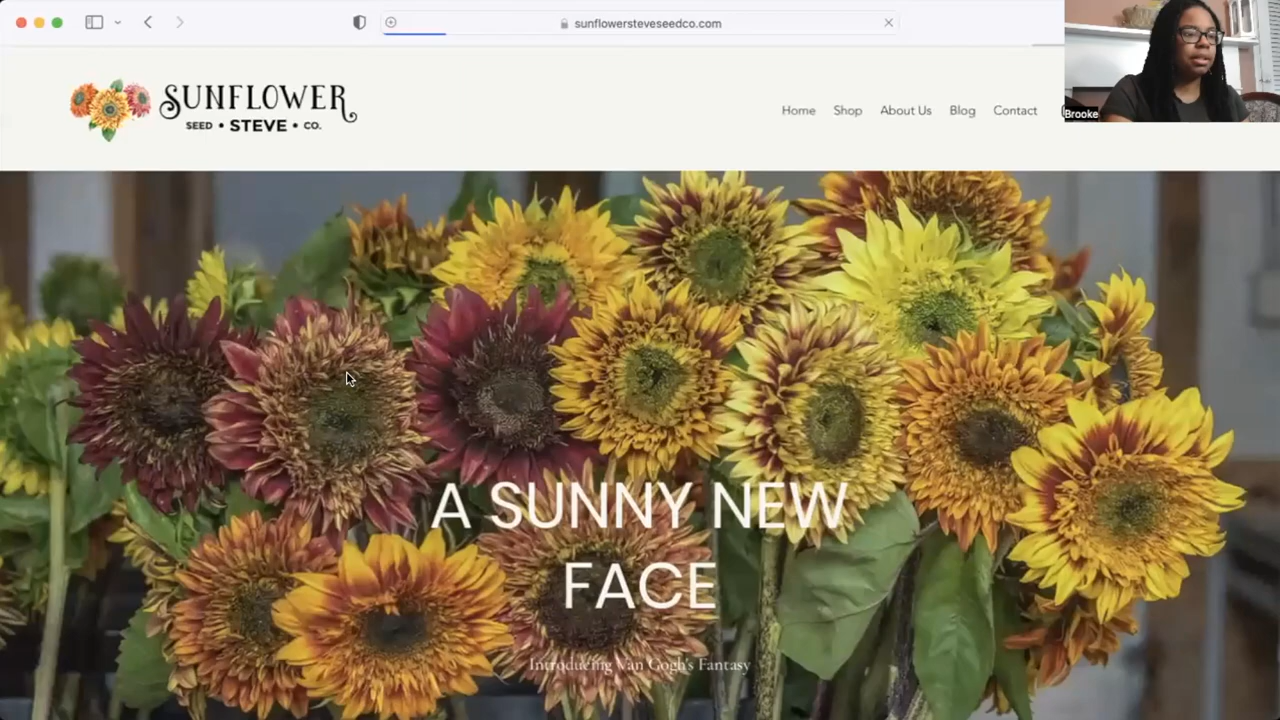 sunflowersteveseedco.com
SUNFLOWER
SEED • STEVE • CO.
Home Shop About Us Blog Contact
Brooke
A SUNNY NEW
FACE
Introducing Van Gogh's Fantasy